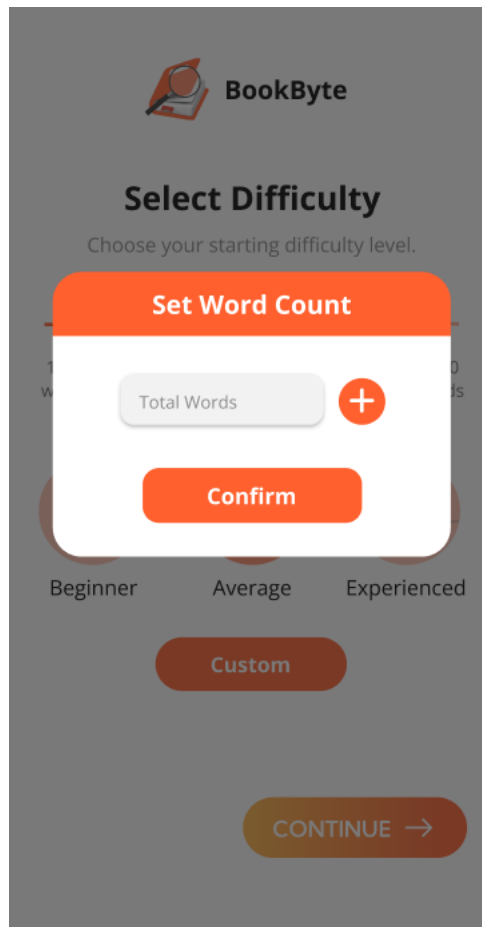 BookByte
Select Difficulty
Choose your starting difficulty level.
Set Word Count
Total Words
Confirm
Beginner Average Experienced
Custom
CONTINUE →